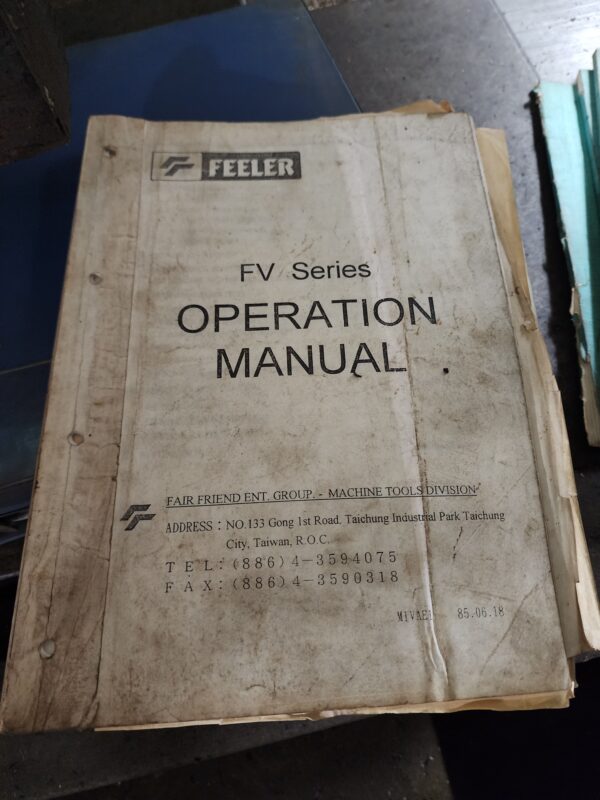 FEELER
FV Series
OPERATION
MANUAL
FAIR FRIEND ENT. GROUP. - MACHINE TOOLS DIVISION
ADDRESS : NO.133 Gong 1st Road. Taichung Industrial Park Taichung
City, Taiwan, R.O.C.
TEL:(886)4-3594075
FAX:(886)4-3590318
85.06.18